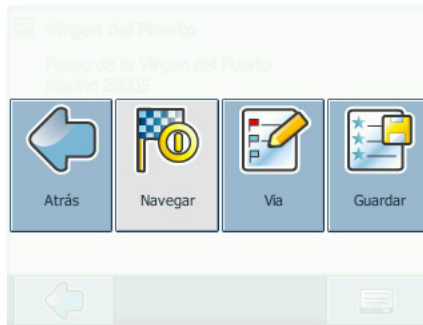 Virgen del Puerto
Paseo de la Virgen del Puerto
Madrid 28005
Atrás
Navegar
Via
Guardar